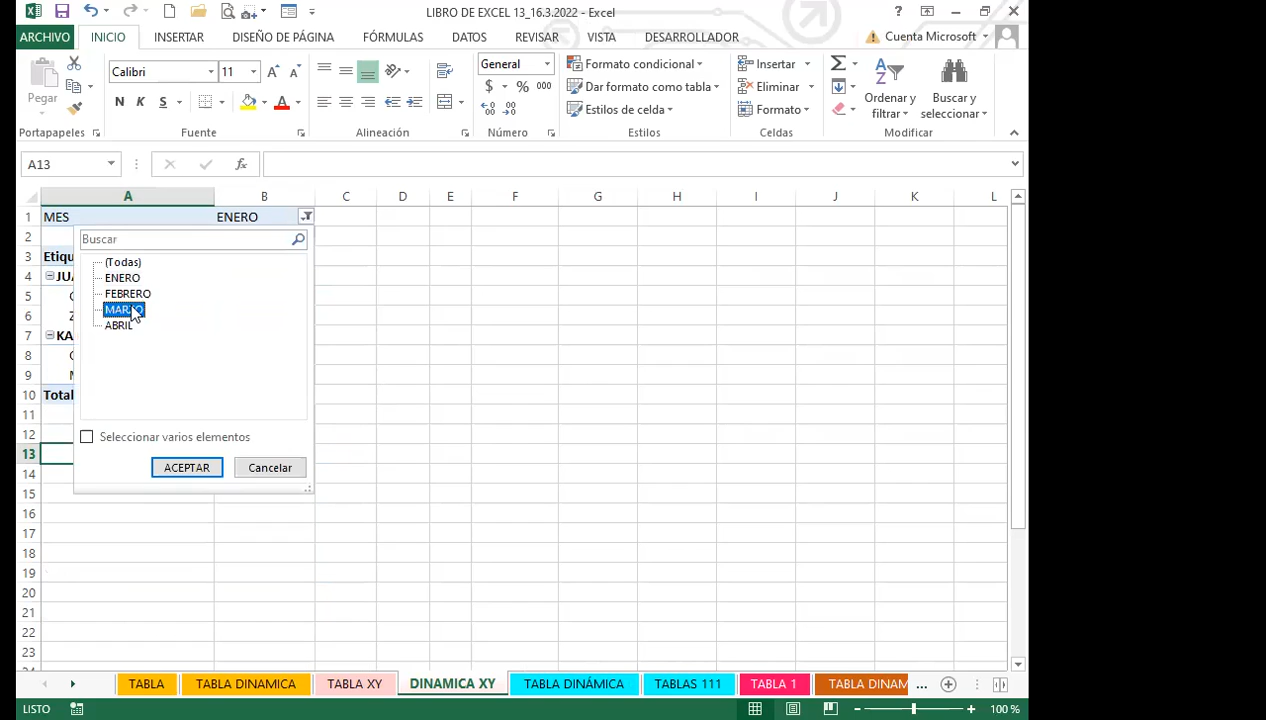 LIBRO DE EXCEL 13_16.3.2022 - Excel
ARCHIVO INICIO INSERTAR DISEÑO DE PÁGINA FÓRMULAS DATOS REVISAR VISTA DESARROLLADOR Cuenta Microsoft
Pegar
Portapapeles
Calibri 11
N K S
Fuente
Alineación
General
$ % 000
Número
Formato condicional
Dar formato como tabla
Estilos de celda
Estilos
Insertar
Eliminar
Formato
Celdas
Ordenar y filtrar
Buscar y seleccionar
Modificar
A13 fx
A B C D E F G H I J K L
1 MES ENERO
2
3 Etiqu
4 JUA
5
6
7 KA
8
9
10 Total
11
12
13
14
15
16
17
18
19
20
21
22
23
24
Buscar
(Todas)
ENERO
FEBRERO
MARZO
ABRIL
Seleccionar varios elementos
ACEPTAR Cancelar
TABLA TABLA DINAMICA TABLA XY DINAMICA XY TABLA DINÁMICA TABLAS 111 TABLA 1 TABLA DINAM ...
LISTO 100 %